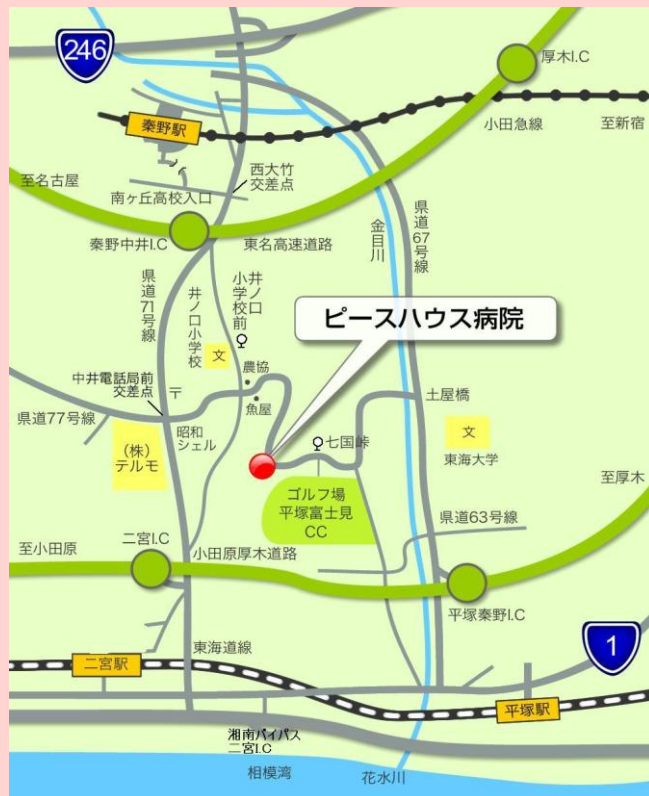 246
厚木I.C
秦野駅
小田急線
至新宿
西大竹
交差点
至名古屋
南ヶ丘高校入口
秦野中井I.C
東名高速道路
金目川
県道67号線
県道71号線
井ノ口小学校
井ノ口
小学校前
文
ピースハウス病院
農協
魚屋
中井電話局前
交差点
〒
県道77号線
昭和
シェル
(株)
テルモ
七国峠
土屋橋
文
東海大学
ゴルフ場
平塚富士見
CC
至厚木
県道63号線
至小田原
二宮I.C
小田原厚木道路
平塚秦野I.C
1
東海道線
二宮駅
平塚駅
湘南バイパス
二宮I.C
相模湾
花水川